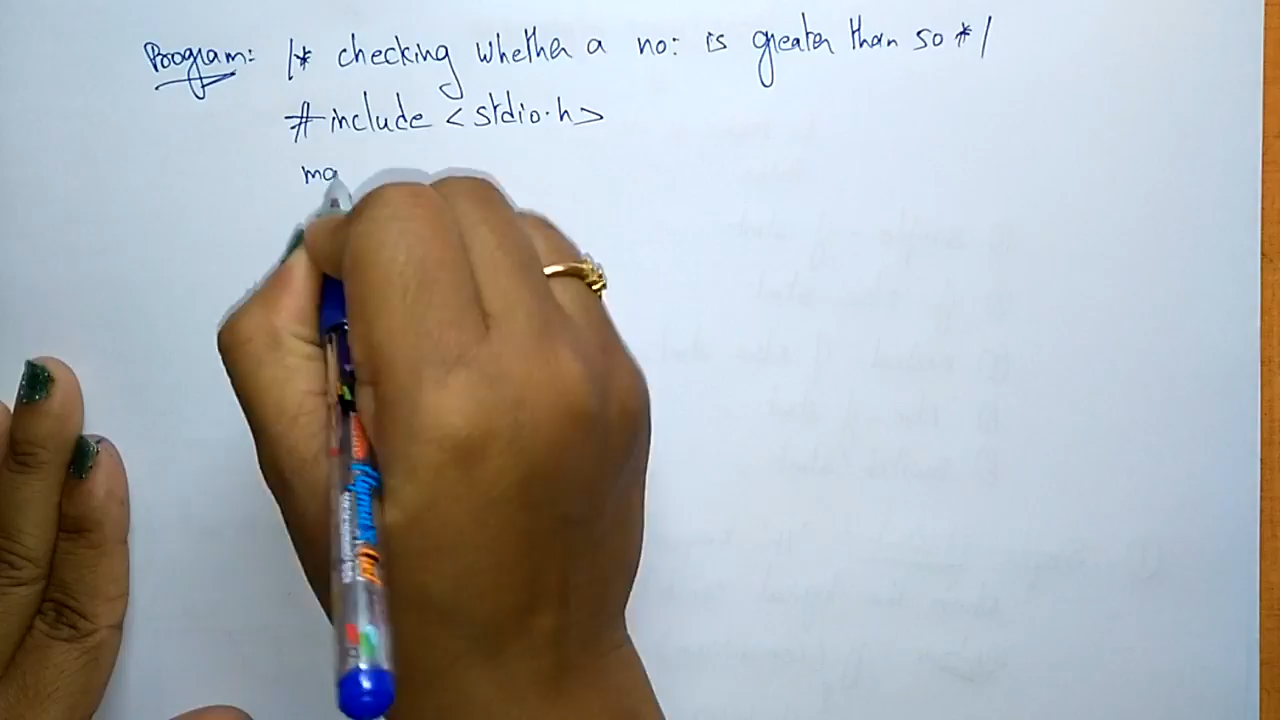 Program: /* checking whether a no: is greater than 50 */
#include <stdio.h>
ma